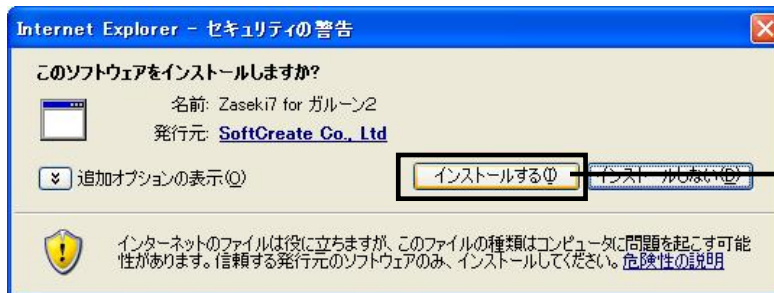 Internet Explorer - セキュリティの警告
このソフトウェアをインストールしますか?
名前: Zaseki7 for ガルーン2
発行元: SoftCreate Co., Ltd
追加オプションの表示(O)
インストールする(I) インストールしない(D)
インターネットのファイルは役に立ちますが、このファイルの種類はコンピュータに問題を起こす可能
性があります。信頼する発行元のソフトウェアのみ、インストールしてください。危険性の説明